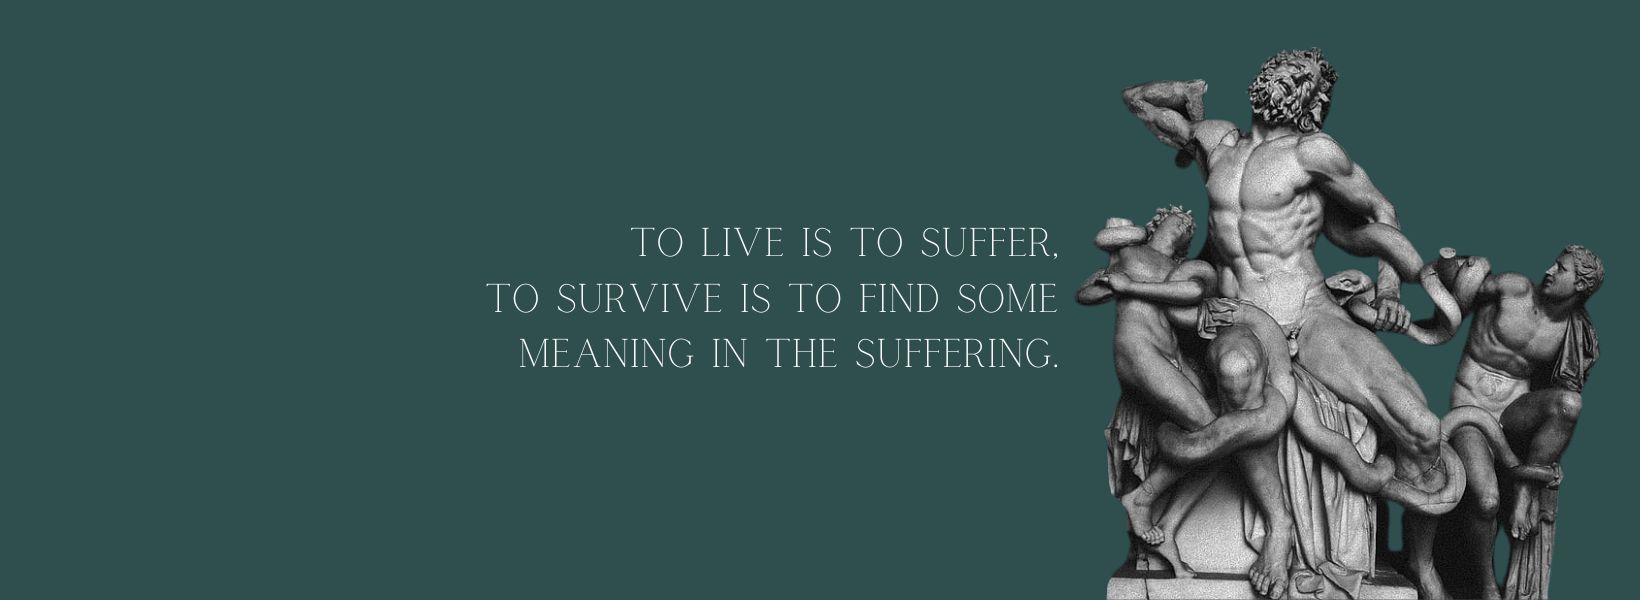 TO LIVE IS TO SUFFER,
TO SURVIVE IS TO FIND SOME
MEANING IN THE SUFFERING.